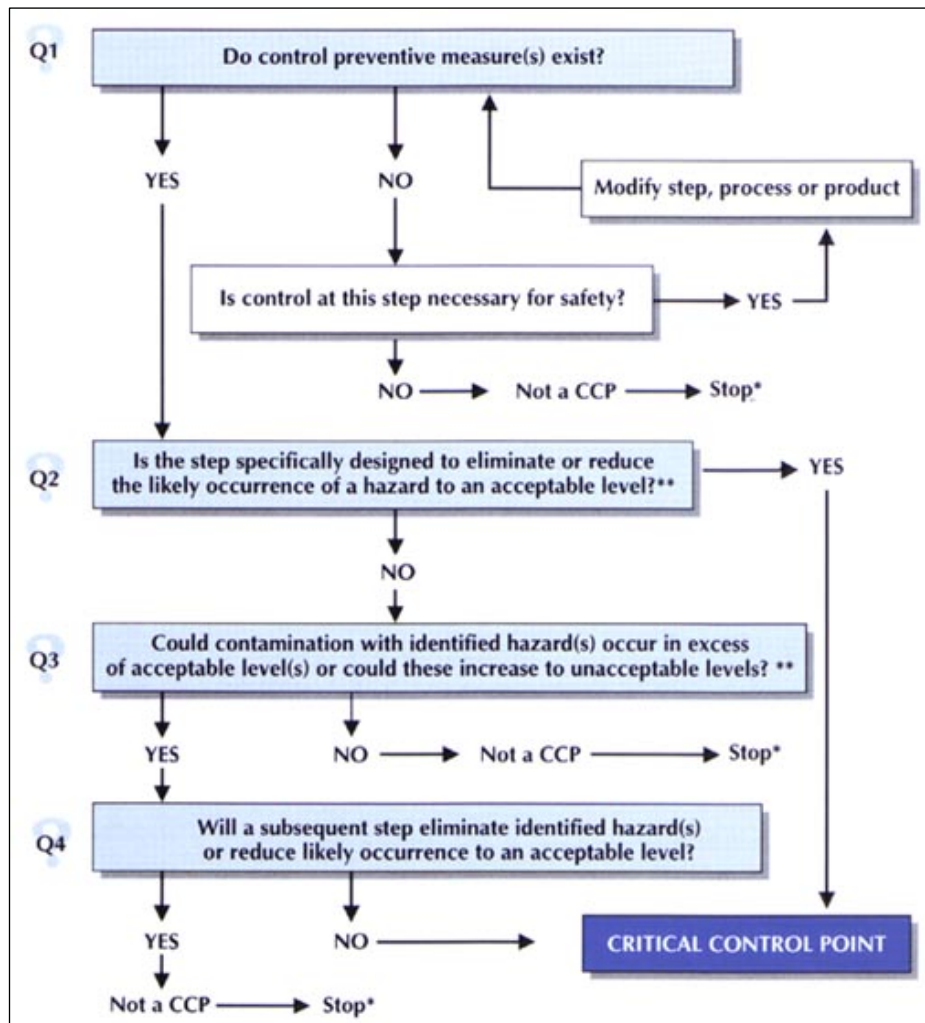 Q1
Do control preventive measure(s) exist?
YES
NO
Modify step, process or product
Is control at this step necessary for safety?
YES
NO
Not a CCP
Stop*
Q2
Is the step specifically designed to eliminate or reduce
the likely occurrence of a hazard to an acceptable level?**
YES
NO
Q3
Could contamination with identified hazard(s) occur in excess
of acceptable level(s) or could these increase to unacceptable levels? **
YES
NO
Not a CCP
Stop*
Q4
Will a subsequent step eliminate identified hazard(s)
or reduce likely occurrence to an acceptable level?
YES
NO
CRITICAL CONTROL POINT
Not a CCP
Stop*